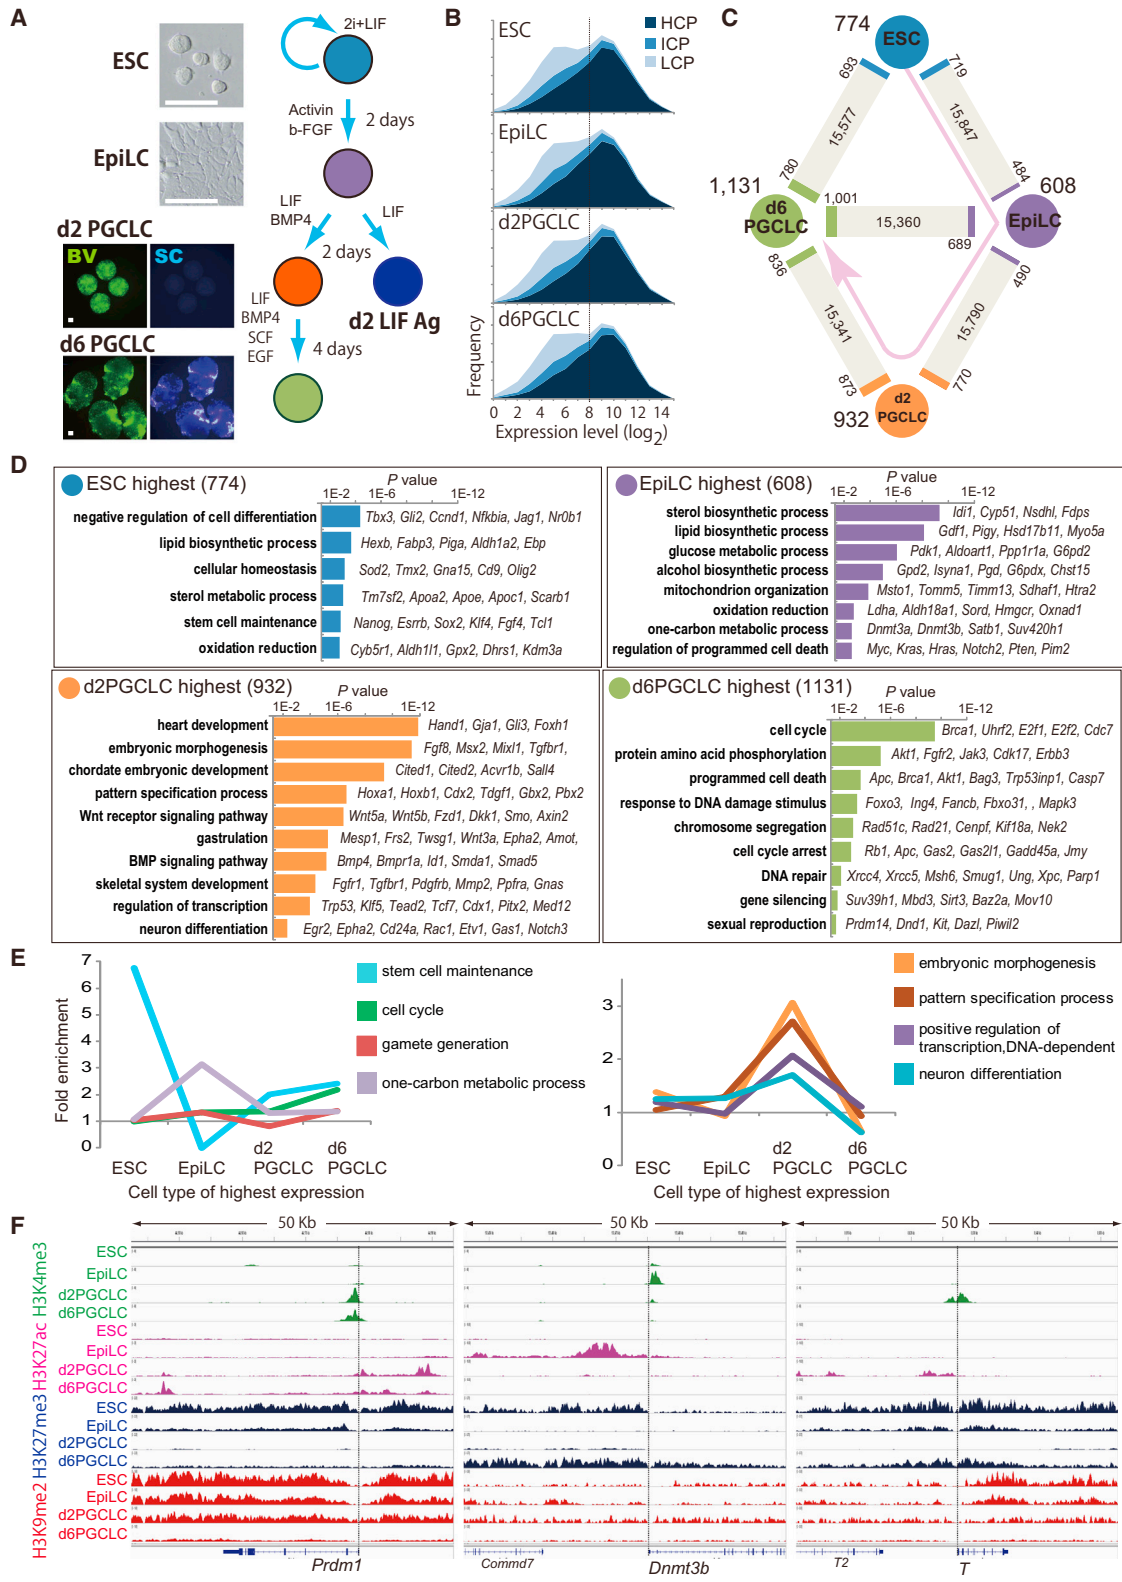 A
ESC
EpiLC
d2 PGCLC
BV
SC
d6 PGCLC
2i+LIF
Activin
b-FGF
2 days
LIF
BMP4
LIF
2 days
d2 LIF Ag
LIF
BMP4
SCF
EGF
4 days
B
ESC
HCP
ICP
LCP
EpiLC
d2PGCLC
d6PGCLC
Frequency
0 2 4 6 8 10 12 14
Expression level (log2)
C
774
ESC
693
719
15,577
15,847
780
484
1,131
d6
PGCLC
1,001
15,360
689
608
EpiLC
836
490
15,341
15,790
873
770
932
d2
PGCLC
D
ESC highest (774)
P value
1E-2 1E-6 1E-12
negative regulation of cell differentiation Tbx3, Gli2, Ccnd1, Nfkbia, Jag1, Nr0b1
lipid biosynthetic process Hexb, Fabp3, Piga, Aldh1a2, Ebp
cellular homeostasis Sod2, Tmx2, Gna15, Cd9, Olig2
sterol metabolic process Tm7sf2, Apoa2, Apoe, Apoc1, Scarb1
stem cell maintenance Nanog, Esrrb, Sox2, Klf4, Fgf4, Tcl1
oxidation reduction Cyb5r1, Aldh1l1, Gpx2, Dhrs1, Kdm3a
EpiLC highest (608)
P value
1E-2 1E-6 1E-12
sterol biosynthetic process Idi1, Cyp51, Nsdhl, Fdps
lipid biosynthetic process Gdf1, Pigy, Hsd17b11, Myo5a
glucose metabolic process Pdk1, Aldoart1, Ppp1r1a, G6pd2
alcohol biosynthetic process Gpd2, Isyna1, Pgd, G6pdx, Chst15
mitochondrion organization Msto1, Tomm5, Timm13, Sdhaf1, Htra2
oxidation reduction Ldha, Aldh18a1, Sord, Hmgcr, Oxnad1
one-carbon metabolic process Dnmt3a, Dnmt3b, Satb1, Suv420h1
regulation of programmed cell death Myc, Kras, Hras, Notch2, Pten, Pim2
d2PGCLC highest (932)
P value
1E-2 1E-6 1E-12
heart development Hand1, Gja1, Gli3, Foxh1
embryonic morphogenesis Fgf8, Msx2, Mixl1, Tgfbr1,
chordate embryonic development Cited1, Cited2, Acvr1b, Sall4
pattern specification process Hoxa1, Hoxb1, Cdx2, Tdgf1, Gbx2, Pbx2
Wnt receptor signaling pathway Wnt5a, Wnt5b, Fzd1, Dkk1, Smo, Axin2
gastrulation Mesp1, Frs2, Twsg1, Wnt3a, Epha2, Amot,
BMP signaling pathway Bmp4, Bmpr1a, Id1, Smda1, Smad5
skeletal system development Fgfr1, Tgfbr1, Pdgfrb, Mmp2, Ppfra, Gnas
regulation of transcription Trp53, Klf5, Tead2, Tcf7, Cdx1, Pitx2, Med12
neuron differentiation Egr2, Epha2, Cd24a, Rac1, Etv1, Gas1, Notch3
d6PGCLC highest (1131)
P value
1E-2 1E-6 1E-12
cell cycle Brca1, Uhrf2, E2f1, E2f2, Cdc7
protein amino acid phosphorylation Akt1, Fgfr2, Jak3, Cdk17, Erbb3
programmed cell death Apc, Brca1, Akt1, Bag3, Trp53inp1, Casp7
response to DNA damage stimulus Foxo3, Ing4, Fancb, Fbxo31, , Mapk3
chromosome segregation Rad51c, Rad21, Cenpf, Kif18a, Nek2
cell cycle arrest Rb1, Apc, Gas2, Gas2l1, Gadd45a, Jmy
DNA repair Xrcc4, Xrcc5, Msh6, Smug1, Ung, Xpc, Parp1
gene silencing Suv39h1, Mbd3, Sirt3, Baz2a, Mov10
sexual reproduction Prdm14, Dnd1, Kit, Dazl, Piwil2
E
Fold enrichment
7
6
5
4
3
2
1
0
ESC EpiLC d2 PGCLC d6 PGCLC
Cell type of highest expression
stem cell maintenance
cell cycle
gamete generation
one-carbon metabolic process
3
2
1
0
ESC EpiLC d2 PGCLC d6 PGCLC
Cell type of highest expression
embryonic morphogenesis
pattern specification process
positive regulation of
transcription,DNA-dependent
neuron differentiation
F
50 Kb 50 Kb 50 Kb
H3K4me3
ESC
EpiLC
d2PGCLC
d6PGCLC
H3K27ac
ESC
EpiLC
d2PGCLC
d6PGCLC
H3K27me3
ESC
EpiLC
d2PGCLC
d6PGCLC
H3K9me2
ESC
EpiLC
d2PGCLC
d6PGCLC
Prdm1
Commd7
Dnmt3b
T2
T